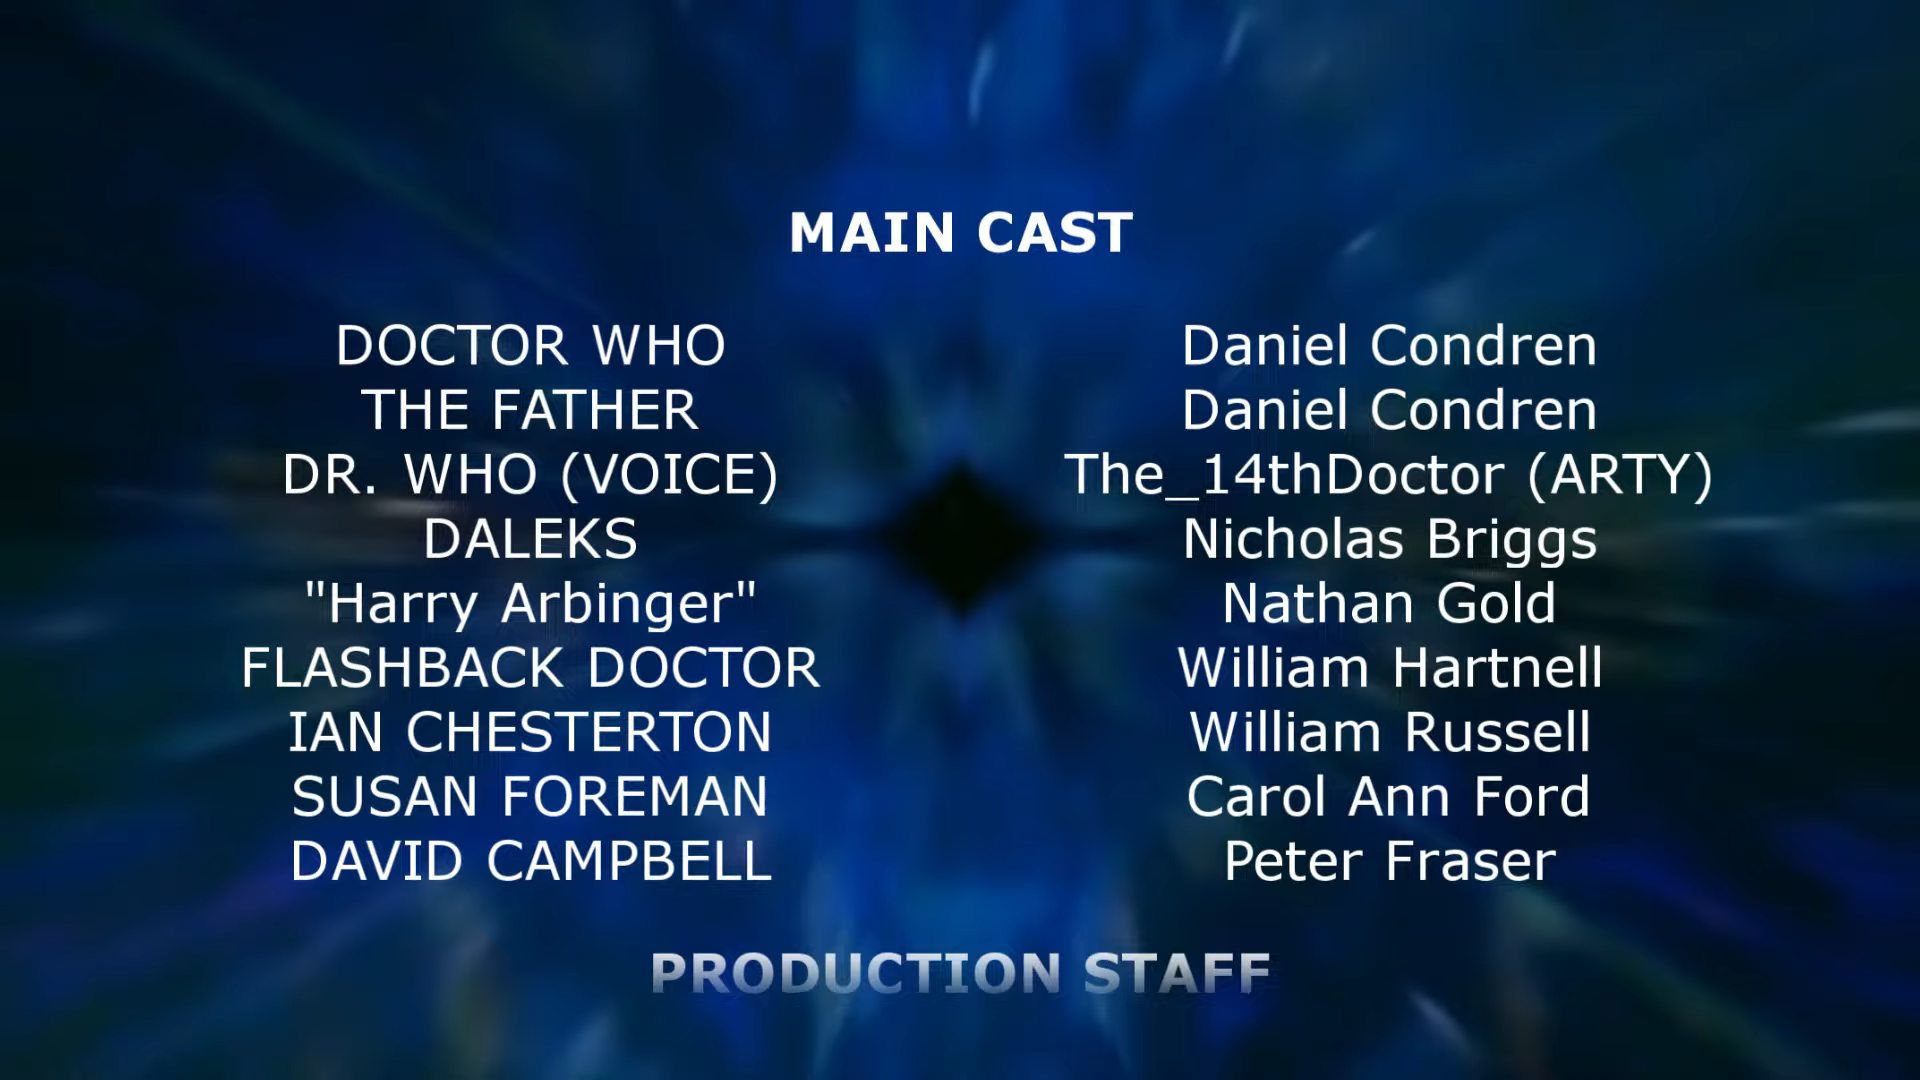 MAIN CAST
DOCTOR WHO Daniel Condren
THE FATHER Daniel Condren
DR. WHO (VOICE) The_14thDoctor (ARTY)
DALEKS Nicholas Briggs
"Harry Arbinger" Nathan Gold
FLASHBACK DOCTOR William Hartnell
IAN CHESTERTON William Russell
SUSAN FOREMAN Carol Ann Ford
DAVID CAMPBELL Peter Fraser
PRODUCTION STAFF